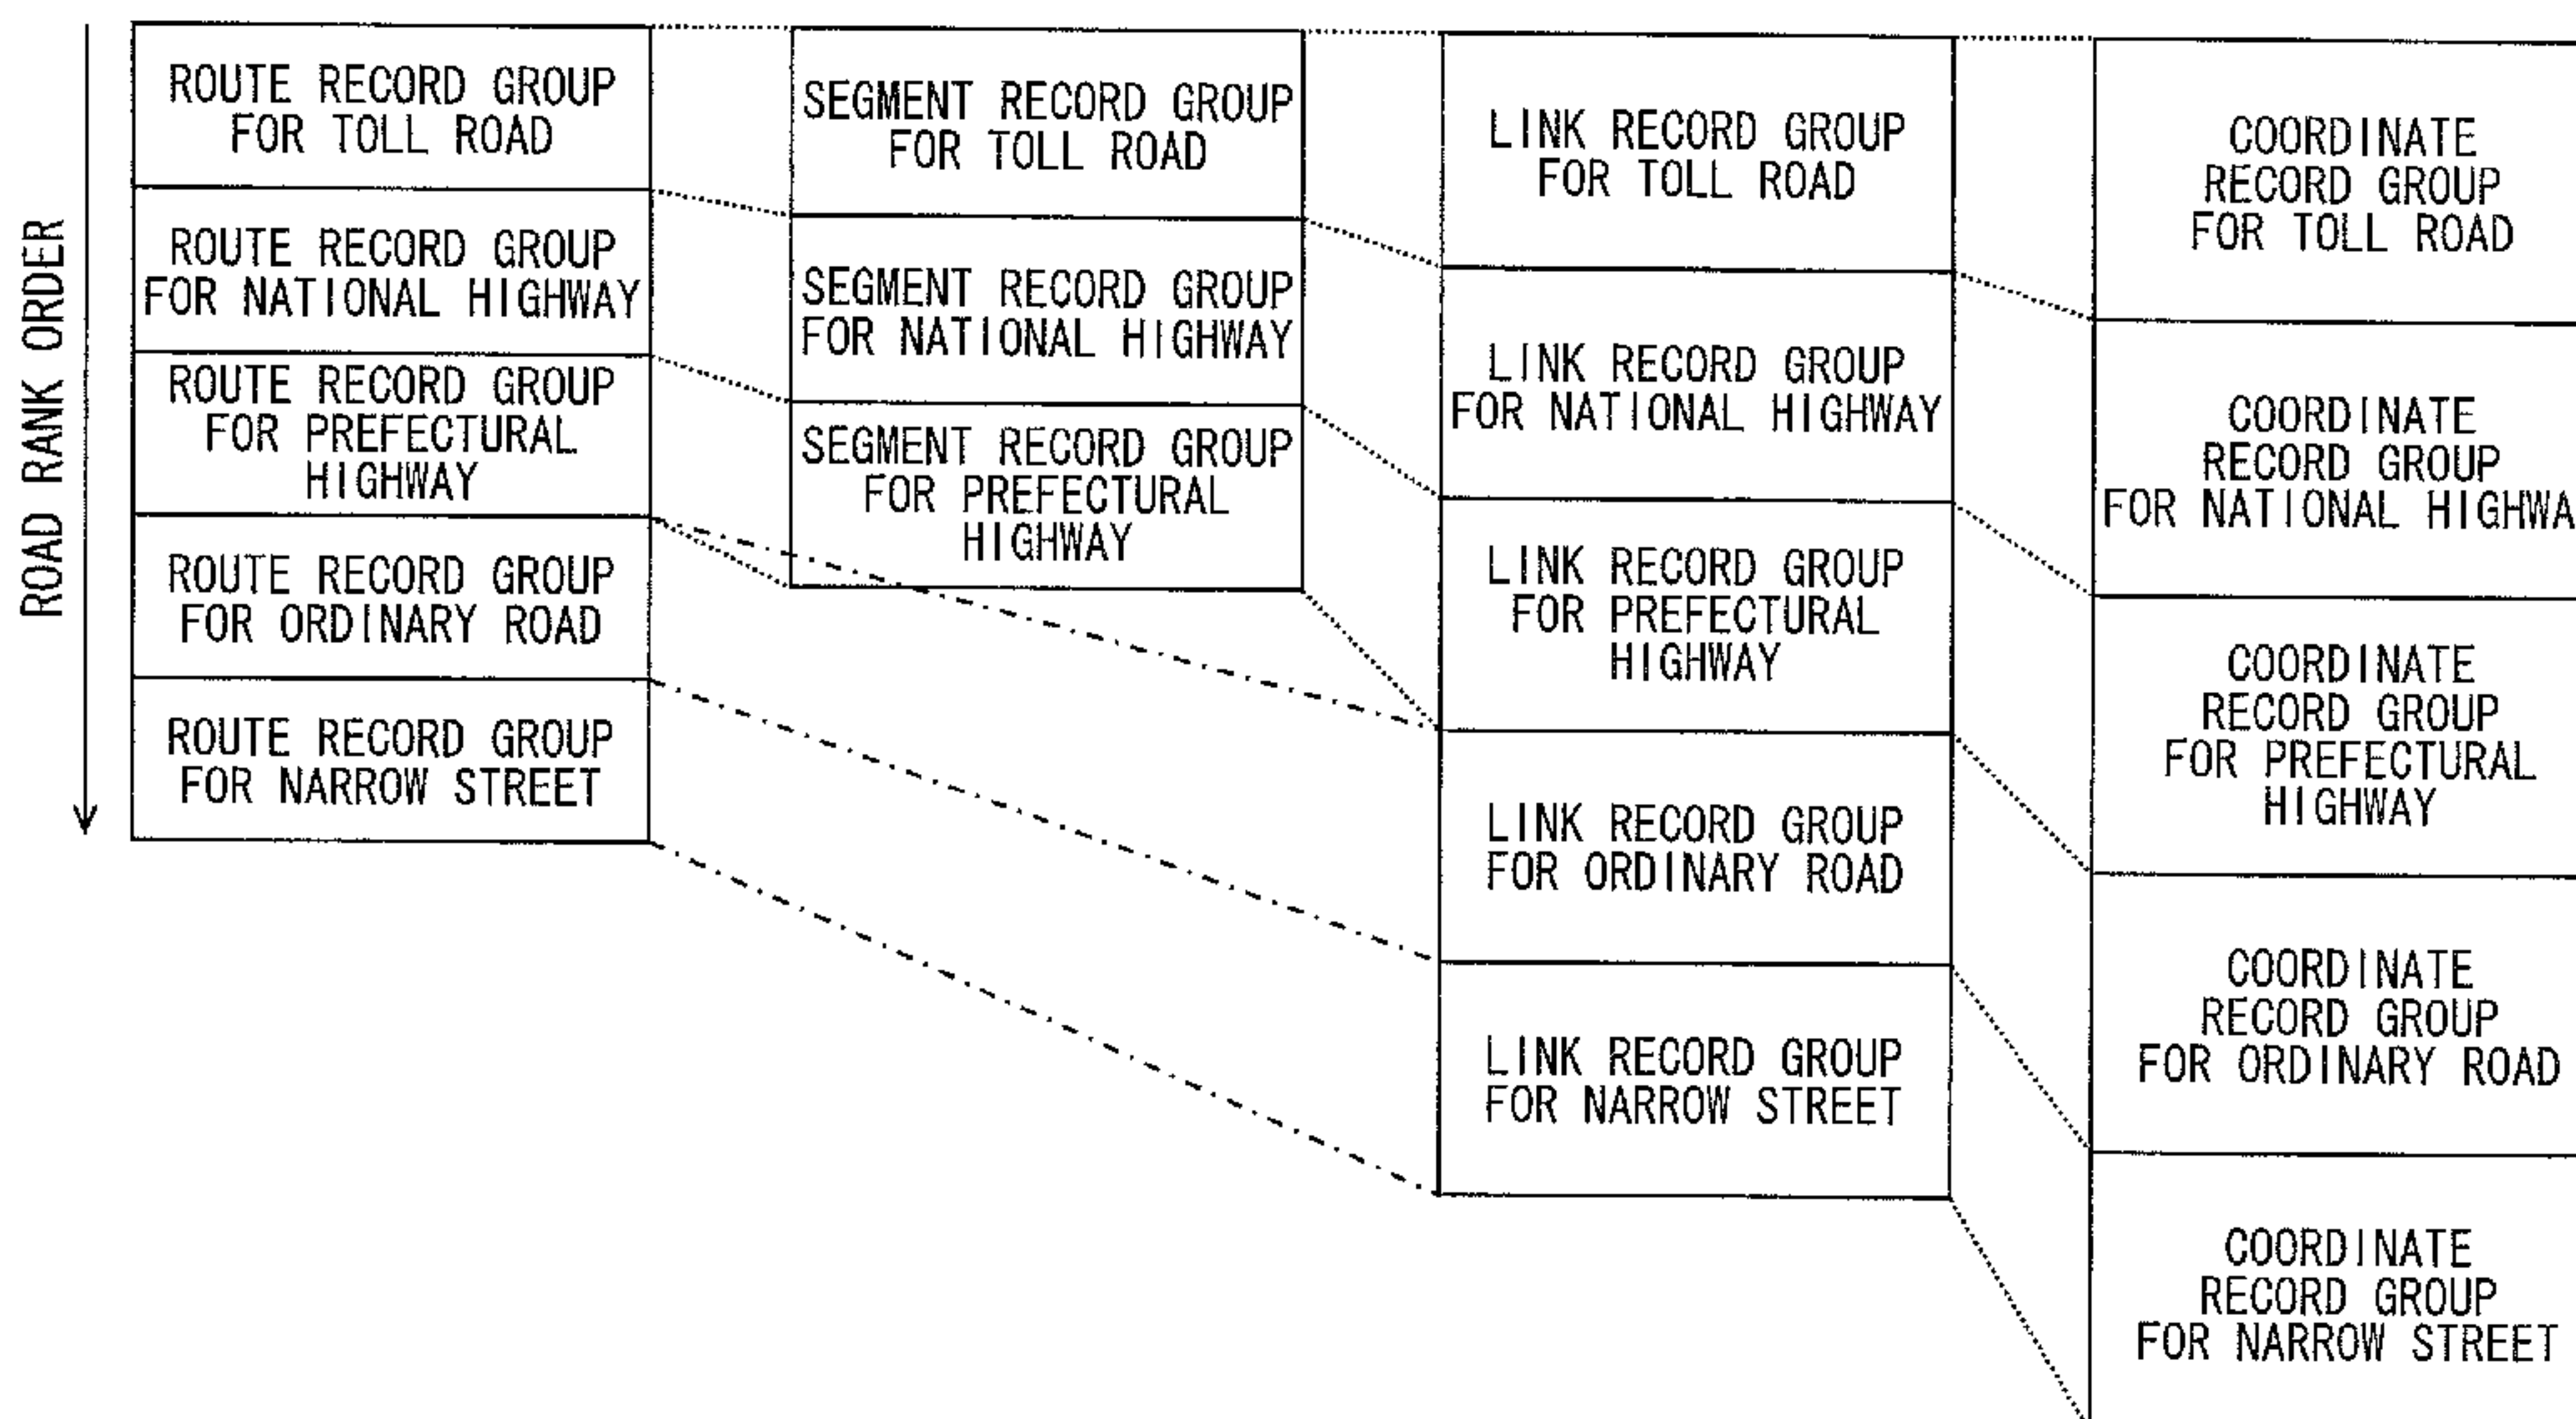 ROAD RANK ORDER
ROUTE RECORD GROUP
FOR TOLL ROAD
ROUTE RECORD GROUP
FOR NATIONAL HIGHWAY
ROUTE RECORD GROUP
FOR PREFECTURAL
HIGHWAY
ROUTE RECORD GROUP
FOR ORDINARY ROAD
ROUTE RECORD GROUP
FOR NARROW STREET
SEGMENT RECORD GROUP
FOR TOLL ROAD
SEGMENT RECORD GROUP
FOR NATIONAL HIGHWAY
SEGMENT RECORD GROUP
FOR PREFECTURAL
HIGHWAY
LINK RECORD GROUP
FOR TOLL ROAD
LINK RECORD GROUP
FOR NATIONAL HIGHWAY
LINK RECORD GROUP
FOR PREFECTURAL
HIGHWAY
LINK RECORD GROUP
FOR ORDINARY ROAD
LINK RECORD GROUP
FOR NARROW STREET
COORDINATE
RECORD GROUP
FOR TOLL ROAD
COORDINATE
RECORD GROUP
FOR NATIONAL HIGHWA
COORDINATE
RECORD GROUP
FOR PREFECTURAL
HIGHWAY
COORDINATE
RECORD GROUP
FOR ORDINARY ROAD
COORDINATE
RECORD GROUP
FOR NARROW STREET